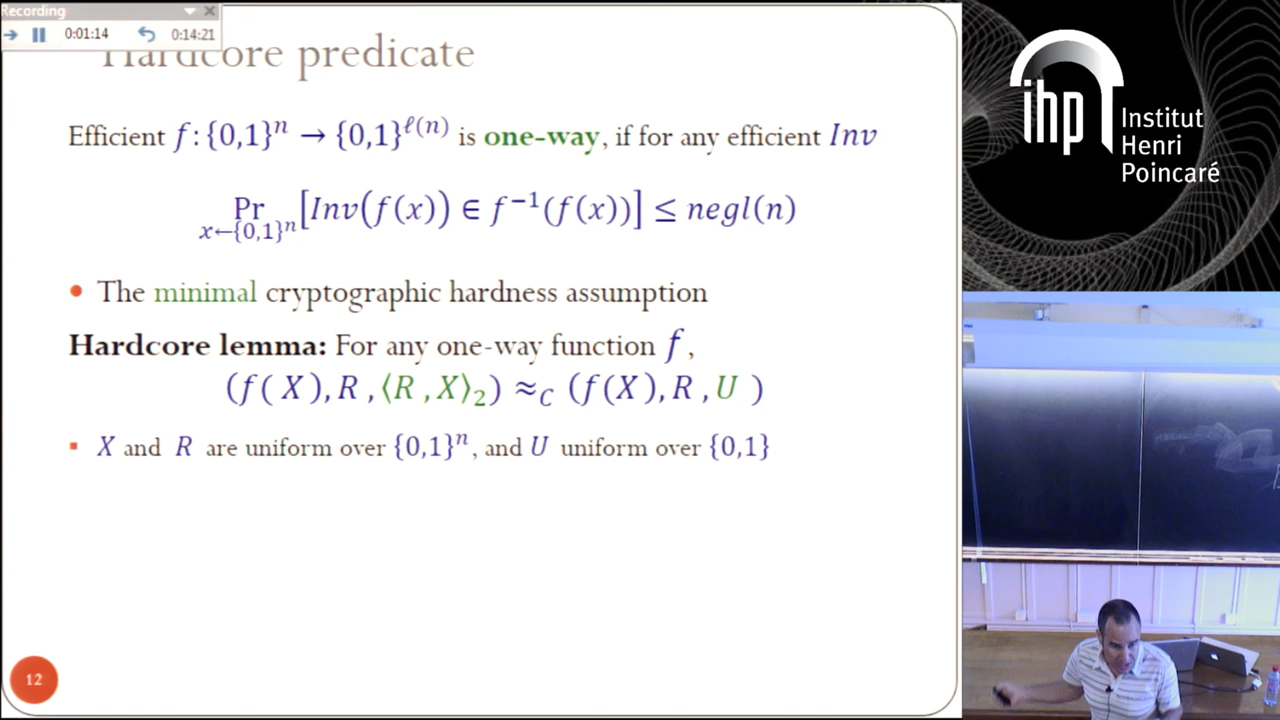 Recording
0:01:14
0:14:21
Hardcore predicate
Efficient f: {0,1}ⁿ → {0,1}^ℓ(n) is one-way, if for any efficient Inv
Pr x←{0,1}ⁿ [Inv(f(x)) ∈ f⁻¹(f(x))] ≤ negl(n)
• The minimal cryptographic hardness assumption
Hardcore lemma: For any one-way function f,
(f(X), R, ⟨R, X⟩₂) ≈_C (f(X), R, U)
▪ X and R are uniform over {0,1}ⁿ, and U uniform over {0,1}
12
ihp
Institut
Henri
Poincaré